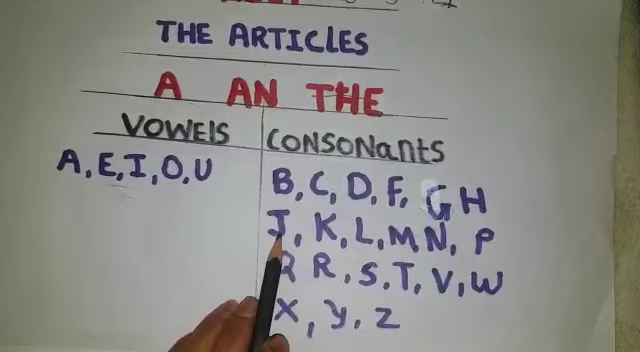 THE ARTICLES
A AN THE
VOWElS CONSONantS
A, E, I, O, U
B, C, D, F, G H
J, K, L, M N, P
R, S, T, V, W
X, y, Z